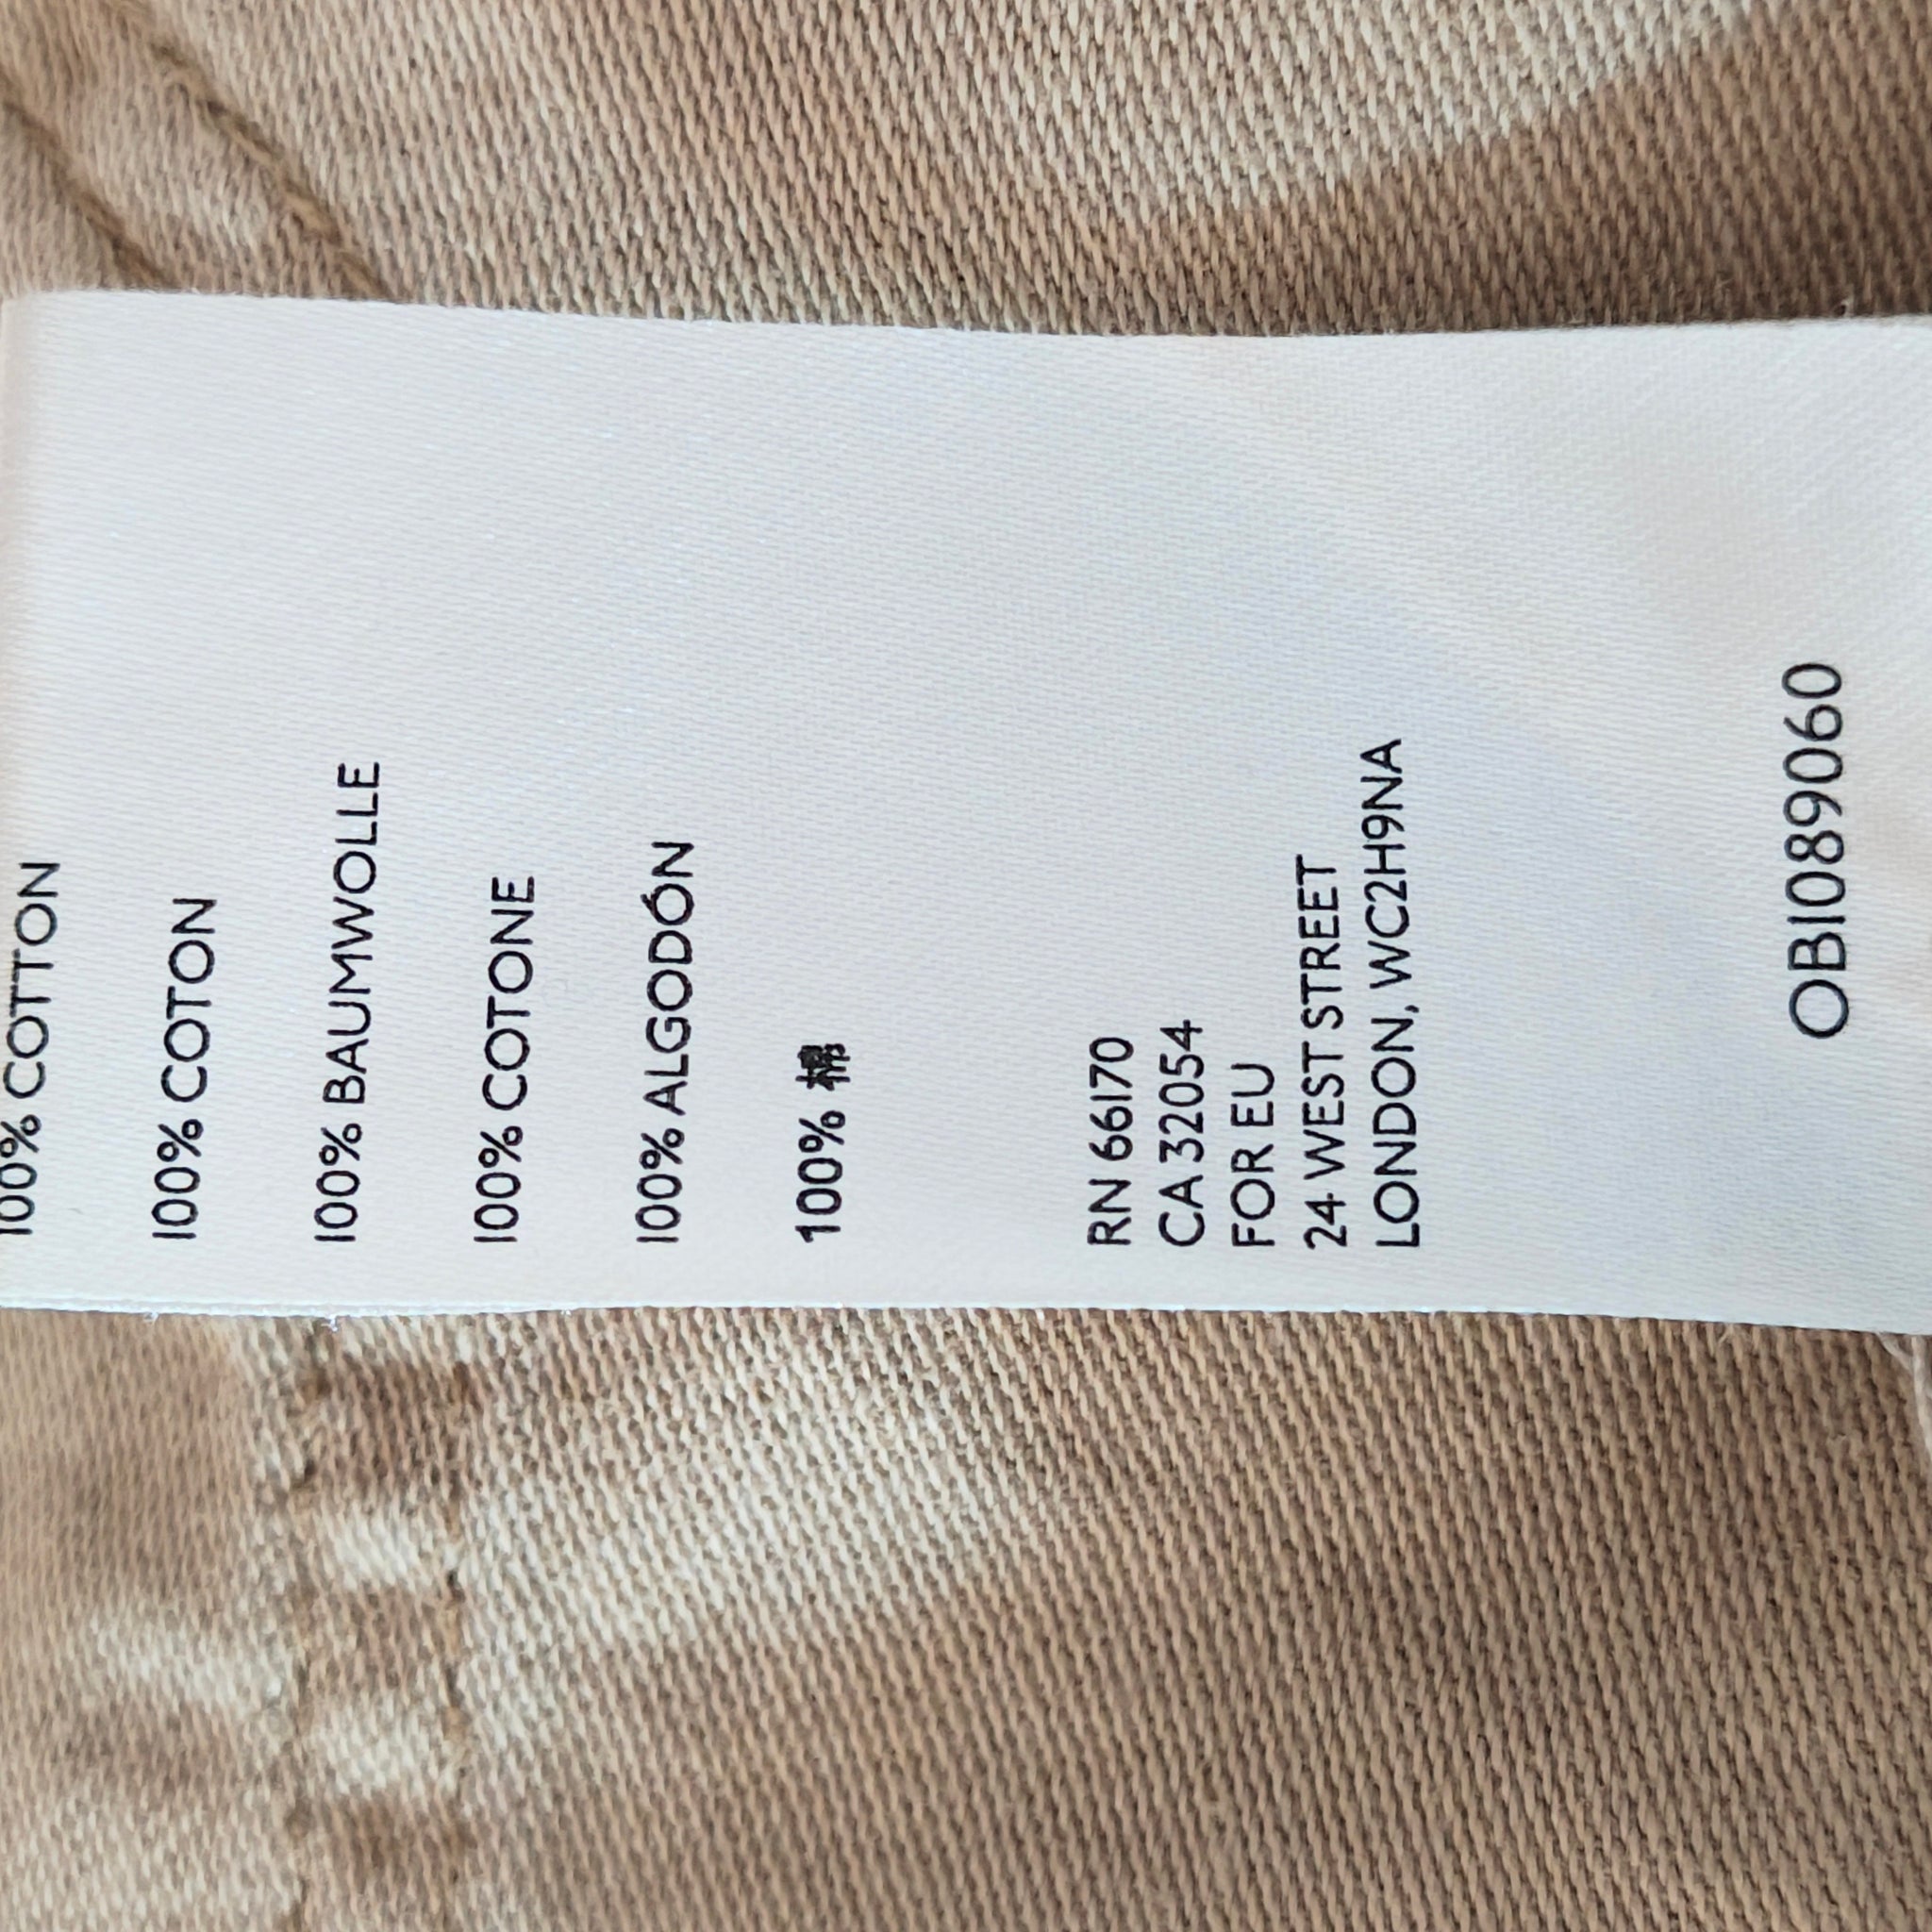 100% COTTON
100% COTON
100% BAUMWOLLE
100% COTONE
100% ALGODÓN
100% 棉
RN 66170
CA 32054
FOR EU
24 WEST STREET
LONDON, WC2H9NA
OB1089060